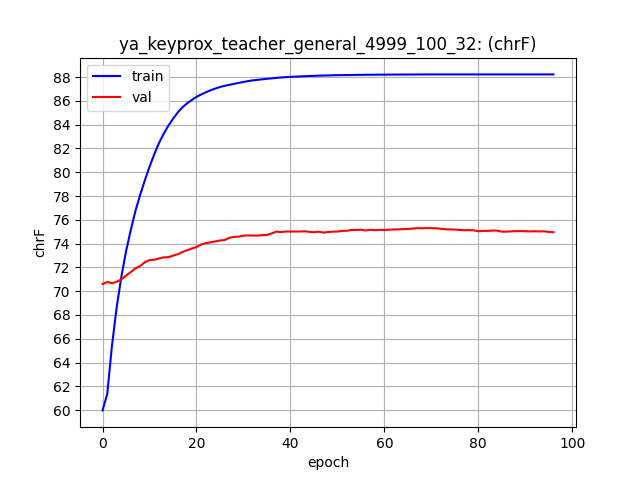 ya_keyprox_teacher_general_4999_100_32: (chrF)
train
val
88
86
84
82
80
78
76
74
72
70
68
66
64
62
60
chrF
0 20 40 60 80 100
epoch